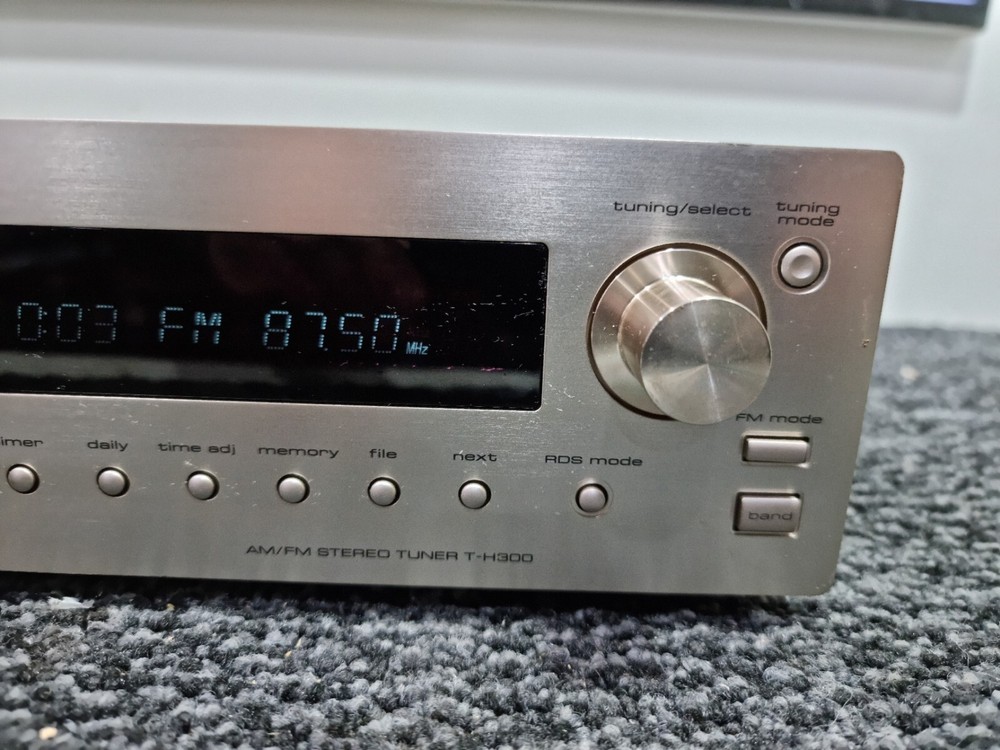 tuning/select
tuning
mode
0:03 FM 87.50 MHz
FM mode
imer daily time adj memory file next RDS mode
band
AM/FM STEREO TUNER T-H300